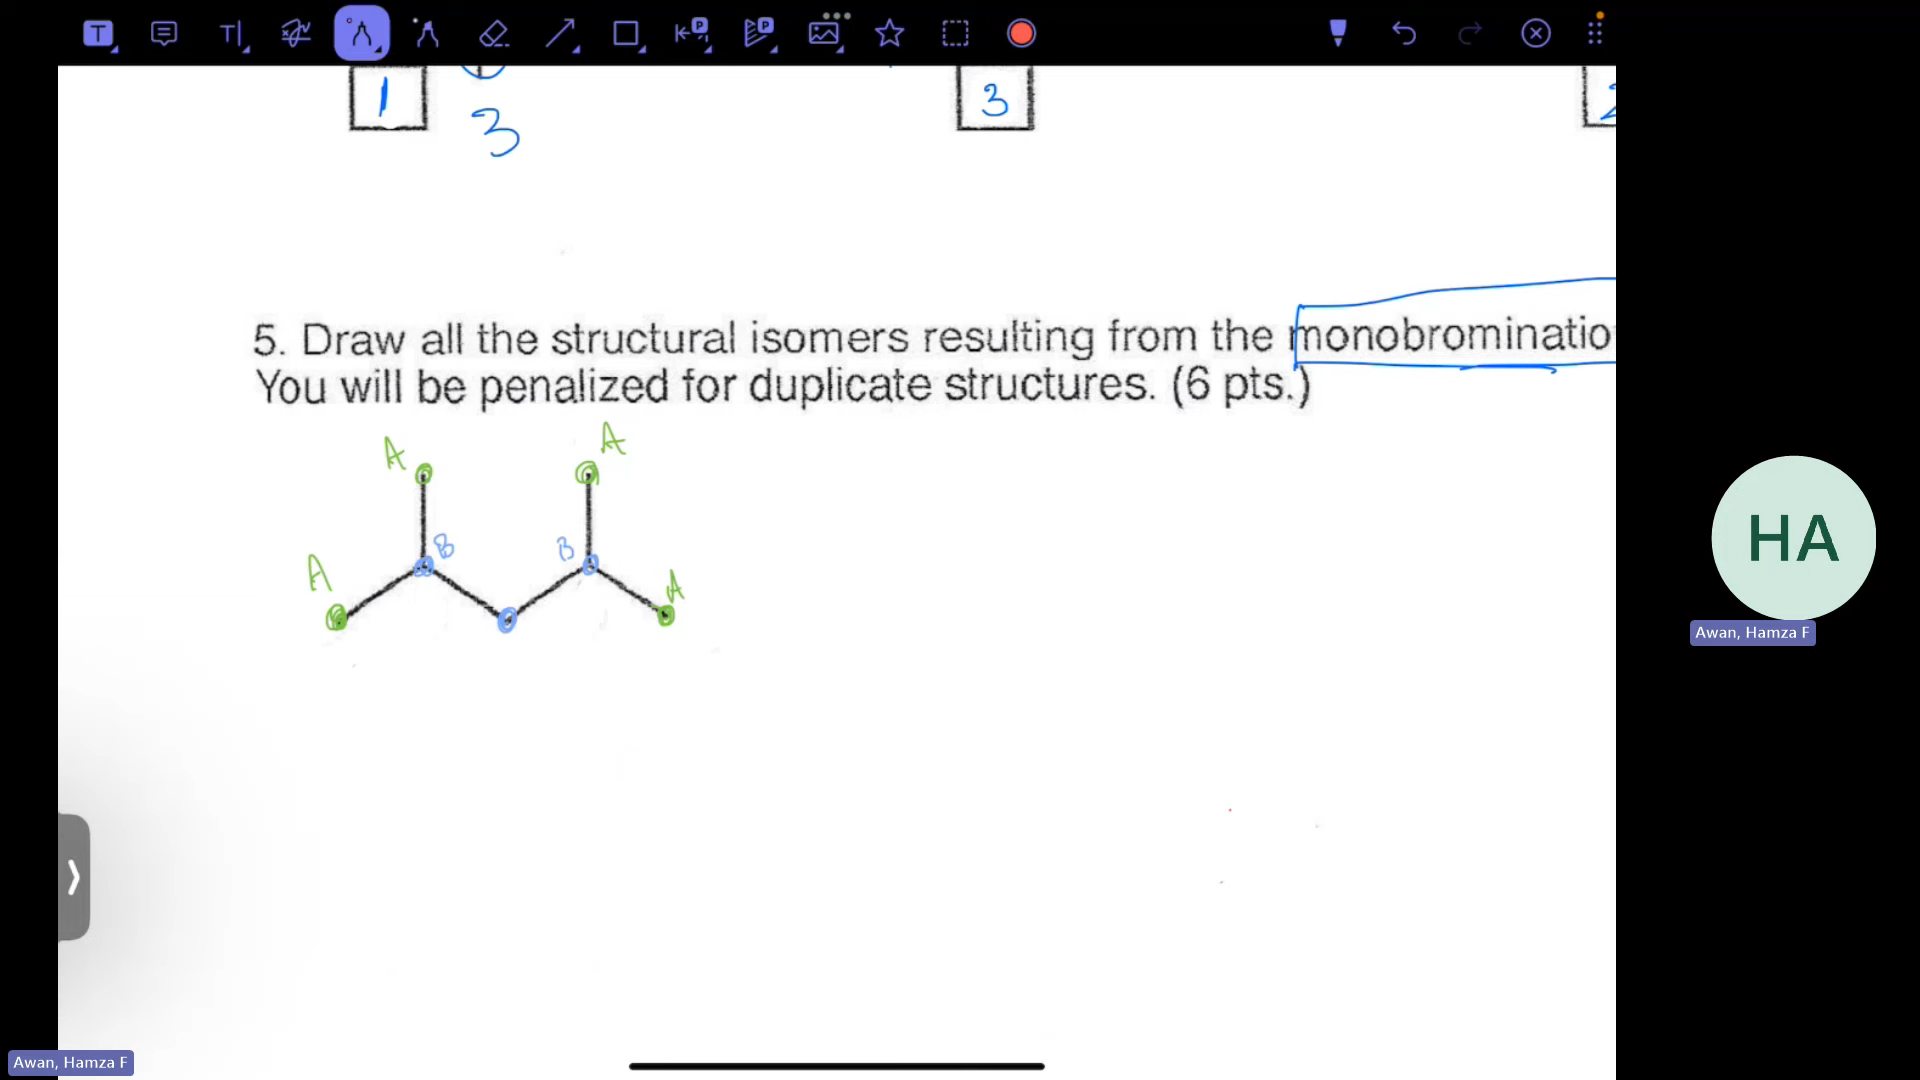 T T P P
1 3 3
5. Draw all the structural isomers resulting from the monobrominatio
You will be penalized for duplicate structures. (6 pts.)
A A
B B
A A
HA
Awan, Hamza F
Awan, Hamza F